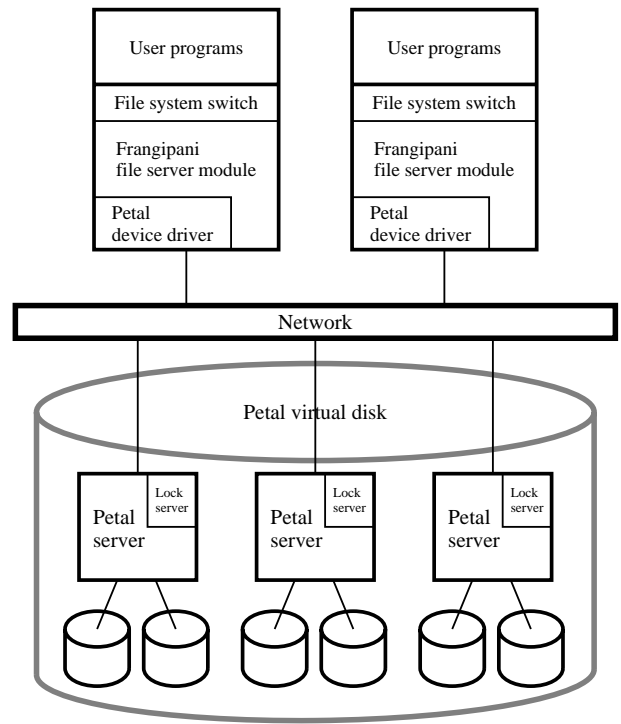 User programs
File system switch
Frangipani
file server module
Petal
device driver
User programs
File system switch
Frangipani
file server module
Petal
device driver
Network
Petal virtual disk
Petal
server
Lock
server
Petal
server
Lock
server
Petal
server
Lock
server